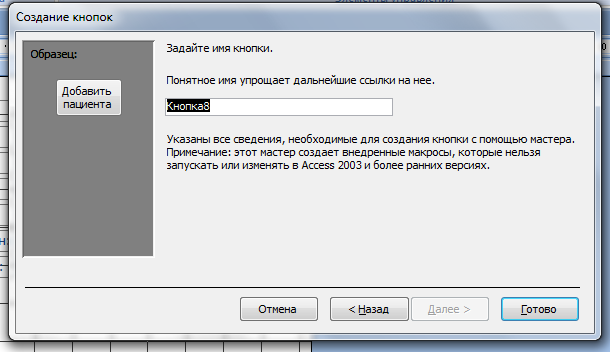 Создание кнопок
Образец:
Добавить
пациента
Задайте имя кнопки.
Понятное имя упрощает дальнейшие ссылки на нее.
Кнопка8
Указаны все сведения, необходимые для создания кнопки с помощью мастера.
Примечание: этот мастер создает внедренные макросы, которые нельзя
запускать или изменять в Access 2003 и более ранних версиях.
Отмена
< Назад
Далее >
Готово